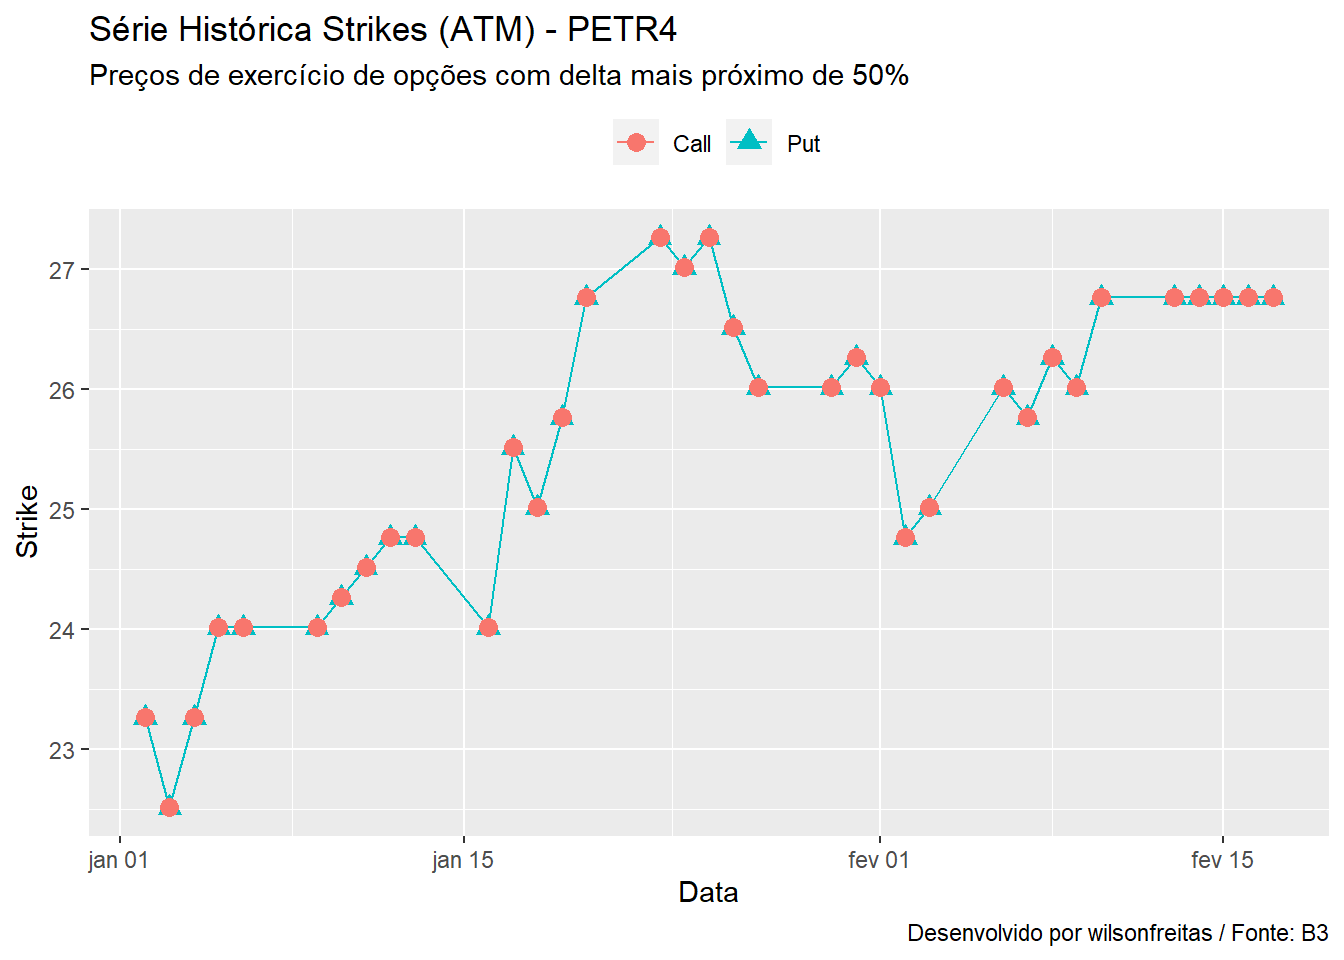 Série Histórica Strikes (ATM) - PETR4
Preços de exercício de opções com delta mais próximo de 50%
Call Put
27
26
25
24
23
Strike
jan 01 jan 15 fev 01 fev 15
Data
Desenvolvido por wilsonfreitas / Fonte: B3